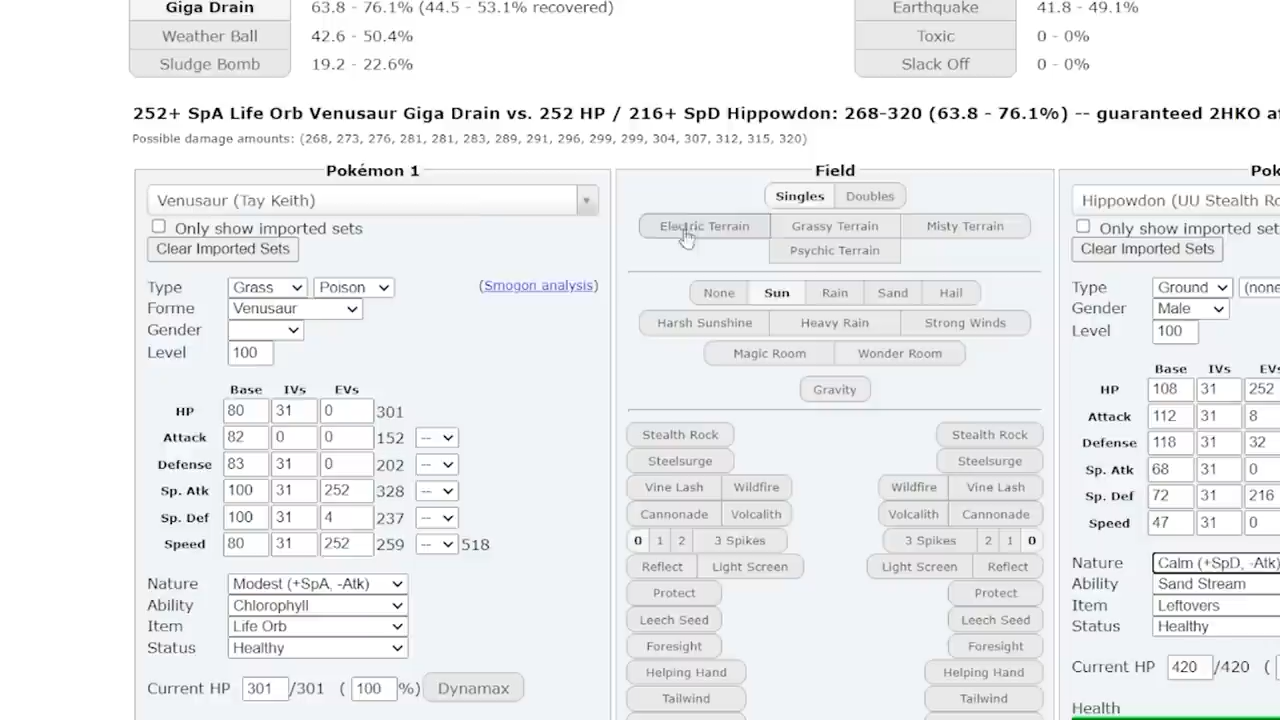 Giga Drain 63.8 - 76.1% (44.5 - 53.1% recovered) Earthquake 41.8 - 49.1%
Weather Ball 42.6 - 50.4% Toxic 0 - 0%
Sludge Bomb 19.2 - 22.6% Slack Off 0 - 0%
252+ SpA Life Orb Venusaur Giga Drain vs. 252 HP / 216+ SpD Hippowdon: 268-320 (63.8 - 76.1%) -- guaranteed 2HKO af
Possible damage amounts: (268, 273, 276, 281, 281, 283, 289, 291, 296, 299, 299, 304, 307, 312, 315, 320)
Pokémon 1 Field Pok
Venusaur (Tay Keith) Singles Doubles Hippowdon (UU Stealth Ro
Only show imported sets Electric Terrain Grassy Terrain Misty Terrain Only show imported set
Clear Imported Sets Psychic Terrain Clear Imported Sets
Type Grass Poison (Smogon analysis) None Sun Rain Sand Hail Type Ground (none
Forme Venusaur Gender Male
Gender Harsh Sunshine Heavy Rain Strong Winds Level 100
Level 100 Magic Room Wonder Room
Base IVs EVs Gravity Base IVs EVs
HP 80 31 0 301 HP 108 31 252
Attack 82 0 0 152 -- Stealth Rock Stealth Rock Attack 112 31 8
Defense 83 31 0 202 -- Steelsurge Steelsurge Defense 118 31 32
Sp. Atk 100 31 252 328 -- Vine Lash Wildfire Wildfire Vine Lash Sp. Atk 68 31 0
Sp. Def 100 31 4 237 -- Cannonade Volcalith Volcalith Cannonade Sp. Def 72 31 216
Speed 80 31 252 259 -- 518 0 1 2 3 Spikes 3 Spikes 2 1 0 Speed 47 31 0
Reflect Light Screen Light Screen Reflect
Nature Modest (+SpA, -Atk) Protect Protect Nature Calm (+SpD, -Atk)
Ability Chlorophyll Leech Seed Leech Seed Ability Sand Stream
Item Life Orb Foresight Foresight Item Leftovers
Status Healthy Helping Hand Helping Hand Status Healthy
Current HP 301 /301 ( 100 %) Dynamax Tailwind Tailwind Current HP 420 /420 (
Health